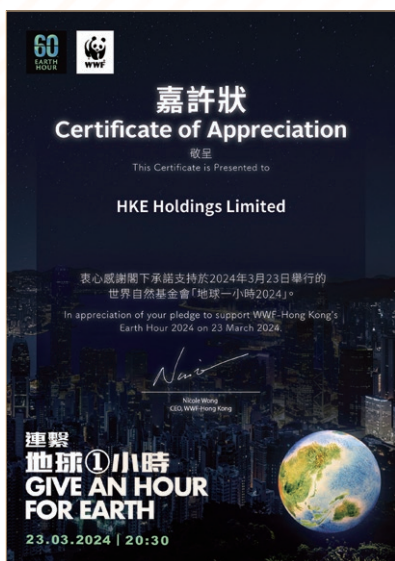 60
EARTH
HOUR
WWF
嘉許狀
Certificate of Appreciation
敬呈
This Certificate is Presented to
HKE Holdings Limited
衷心感謝閣下承諾支持於2024年3月23日舉行的
世界自然基金會「地球一小時2024」。
In appreciation of your pledge to support WWF-Hong Kong's
Earth Hour 2024 on 23 March 2024.
Nicole Wong
CEO, WWF-Hong Kong
連繫
地球①小時
GIVE AN HOUR
FOR EARTH
23.03.2024 | 20:30